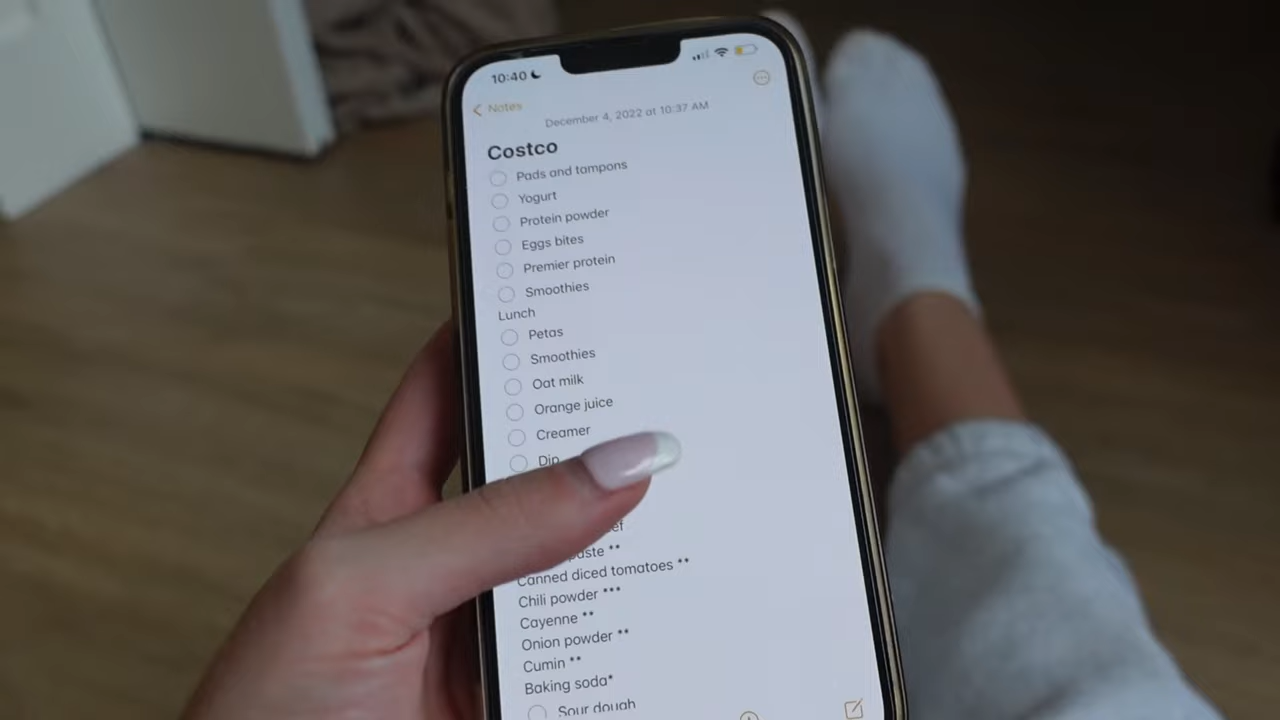 10:40
Notes
December 4, 2022 at 10:37 AM
Costco
Pads and tampons
Yogurt
Protein powder
Eggs bites
Premier protein
Smoothies
Lunch
Petas
Smoothies
Oat milk
Orange juice
Creamer
Dip
paste **
Canned diced tomatoes **
Chili powder ***
Cayenne **
Onion powder **
Cumin **
Baking soda*
Sour dough